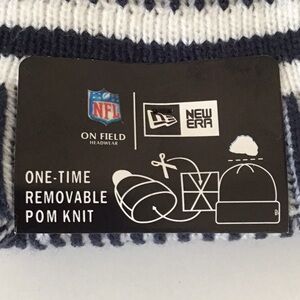 NFL
ON FIELD
HEADWEAR
NEW
ERA
ONE-TIME
REMOVABLE
POM KNIT